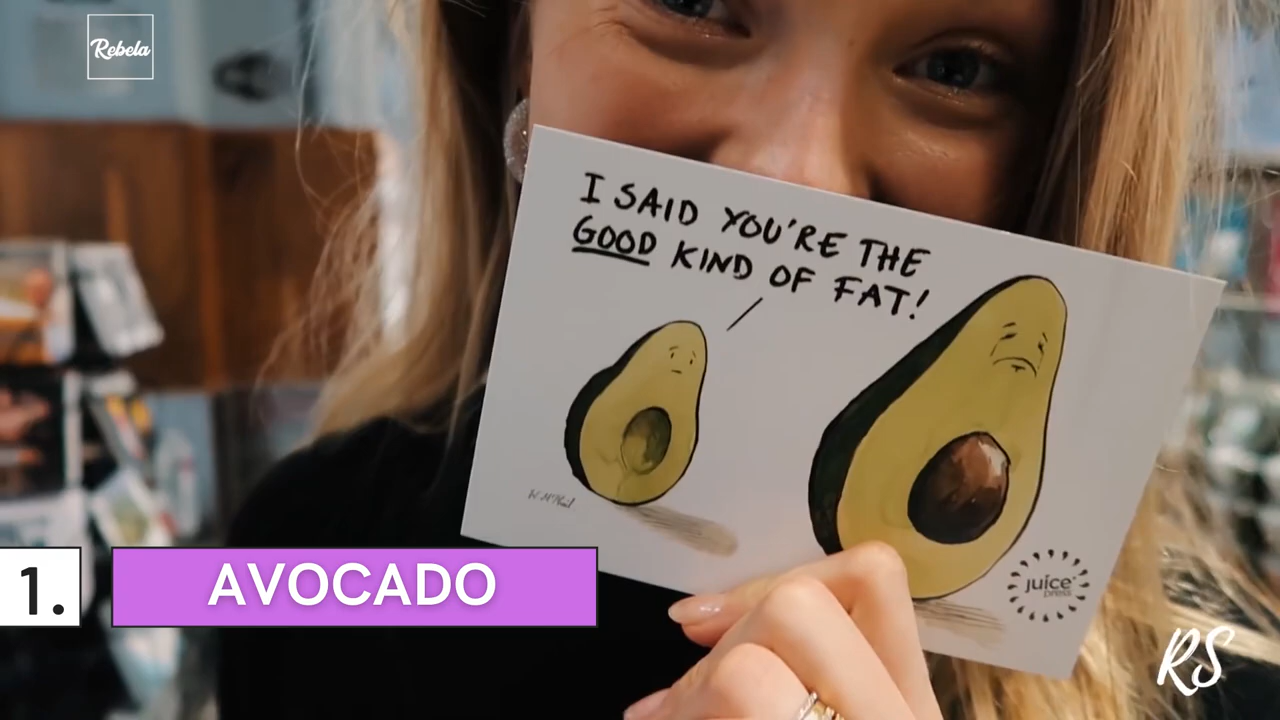 Rebela
I SAID YOU'RE THE
GOOD KIND OF FAT!
juice
press
1.
AVOCADO
RS